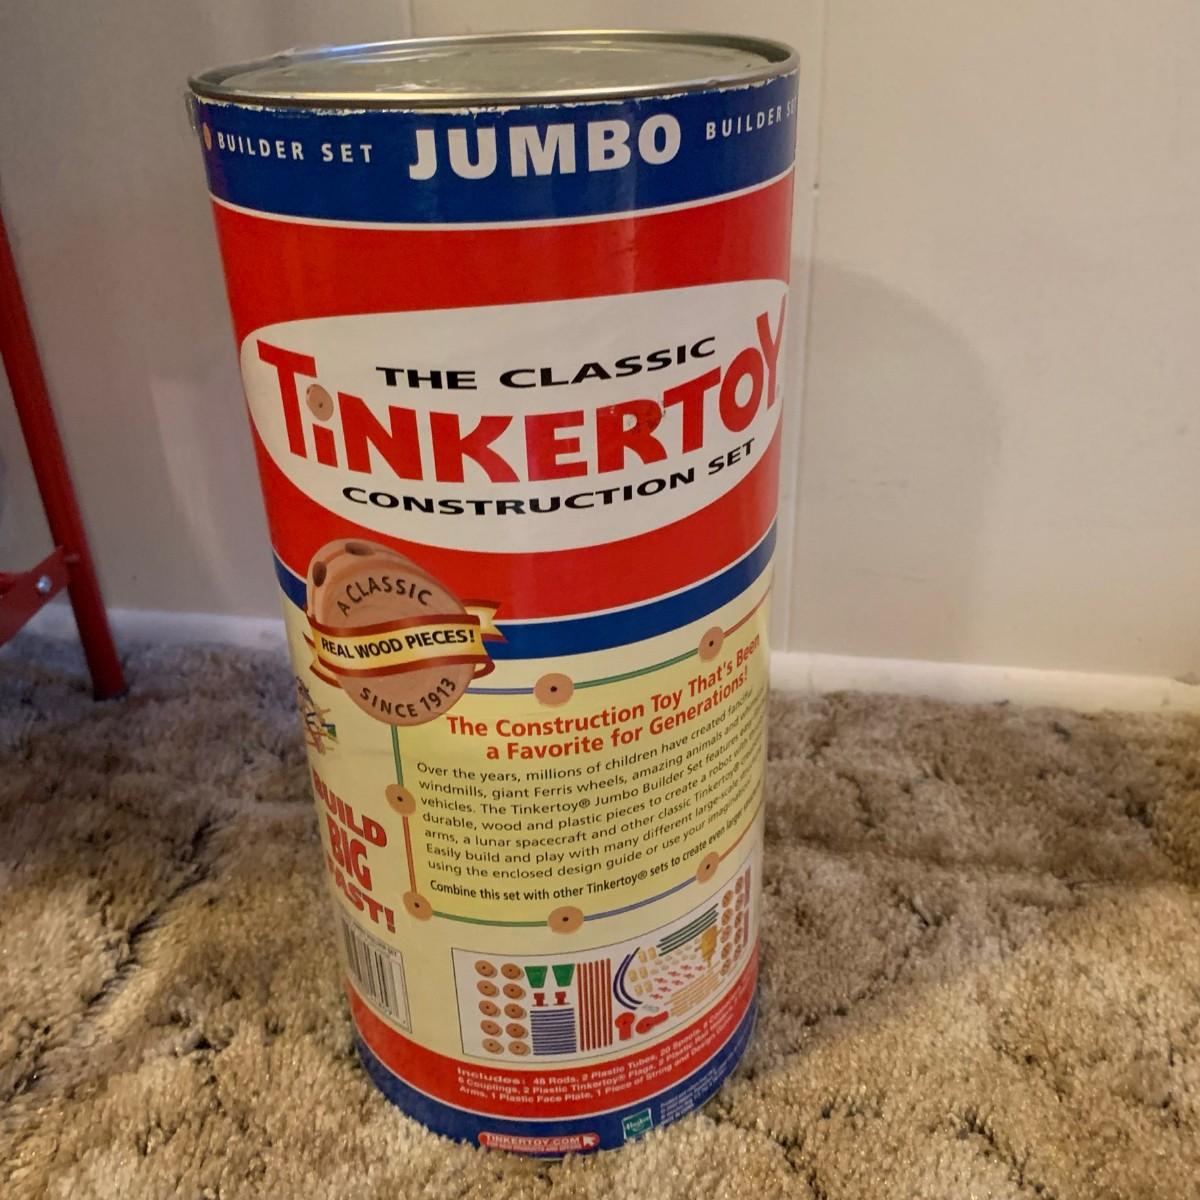 BUILDER SET JUMBO BUILDER
THE CLASSIC
TINKERTOY
CONSTRUCTION SET
A CLASSIC
REAL WOOD PIECES!
SINCE 1913
The Construction Toy That's Been
a Favorite for Generations!
Over the years, millions of children have created fanciful
windmills, giant Ferris wheels, amazing animals and
vehicles. The Tinkertoy® Jumbo Builder Set features
durable, wood and plastic pieces to create a robot with
arms, a lunar spacecraft and other classic Tinkertoy®
Easily build and play with many different large-scale
using the enclosed design guide or use your imagination
Combine this set with other Tinkertoy® sets to create even larger
BUILD
BIG
FAST!
Includes: 48 Rods, 2 Plastic Tubes, 20 Spools,
6 Couplings, 2 Plastic Tinkertoy® Flags, 2 Plastic
Arms, 1 Plastic Face Plate, 1 Piece of String and Design Guide
TINKERTOY.COM
Hasbro